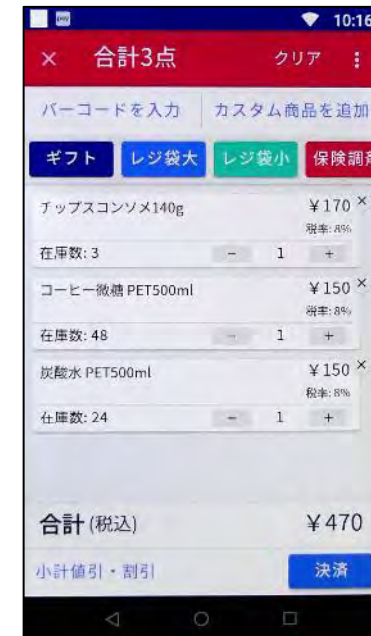 10:16
× 合計3点 クリア
バーコードを入力 カスタム商品を追加
ギフト レジ袋大 レジ袋小 保険調剤
チップスコンソメ140g ¥170 ×
税率: 8%
在庫数: 3 - 1 +
コーヒー微糖 PET500ml ¥150 ×
税率: 8%
在庫数: 48 - 1 +
炭酸水 PET500ml ¥150 ×
税率: 8%
在庫数: 24 - 1 +
合計 (税込) ¥470
小計値引・割引 決済